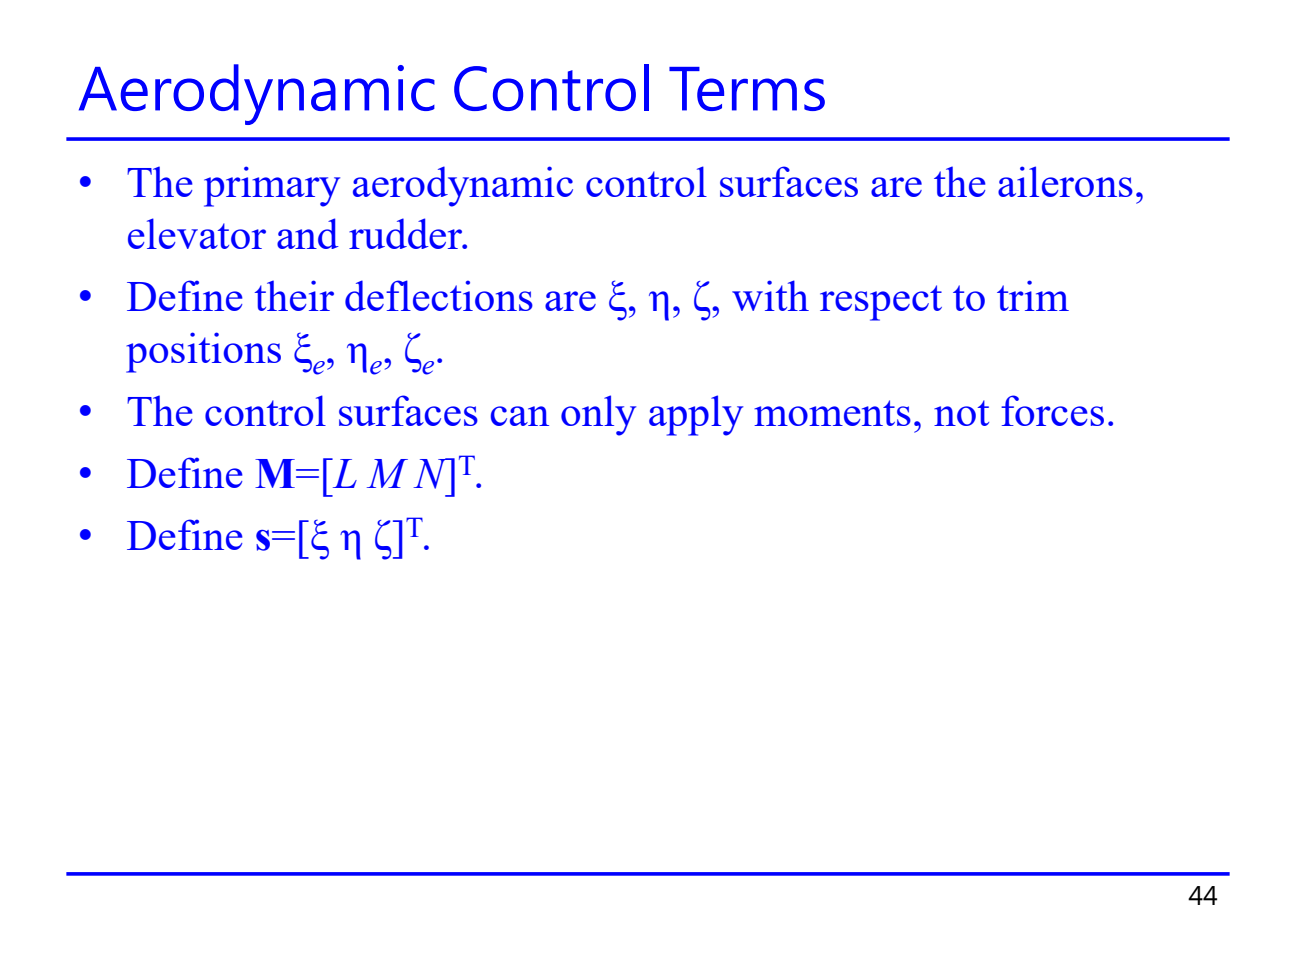 Aerodynamic Control Terms
• The primary aerodynamic control surfaces are the ailerons,
elevator and rudder.
• Define their deflections are ξ, η, ζ, with respect to trim
positions ξₑ, ηₑ, ζₑ.
• The control surfaces can only apply moments, not forces.
• Define M=[L M N]ᵀ.
• Define s=[ξ η ζ]ᵀ.
44